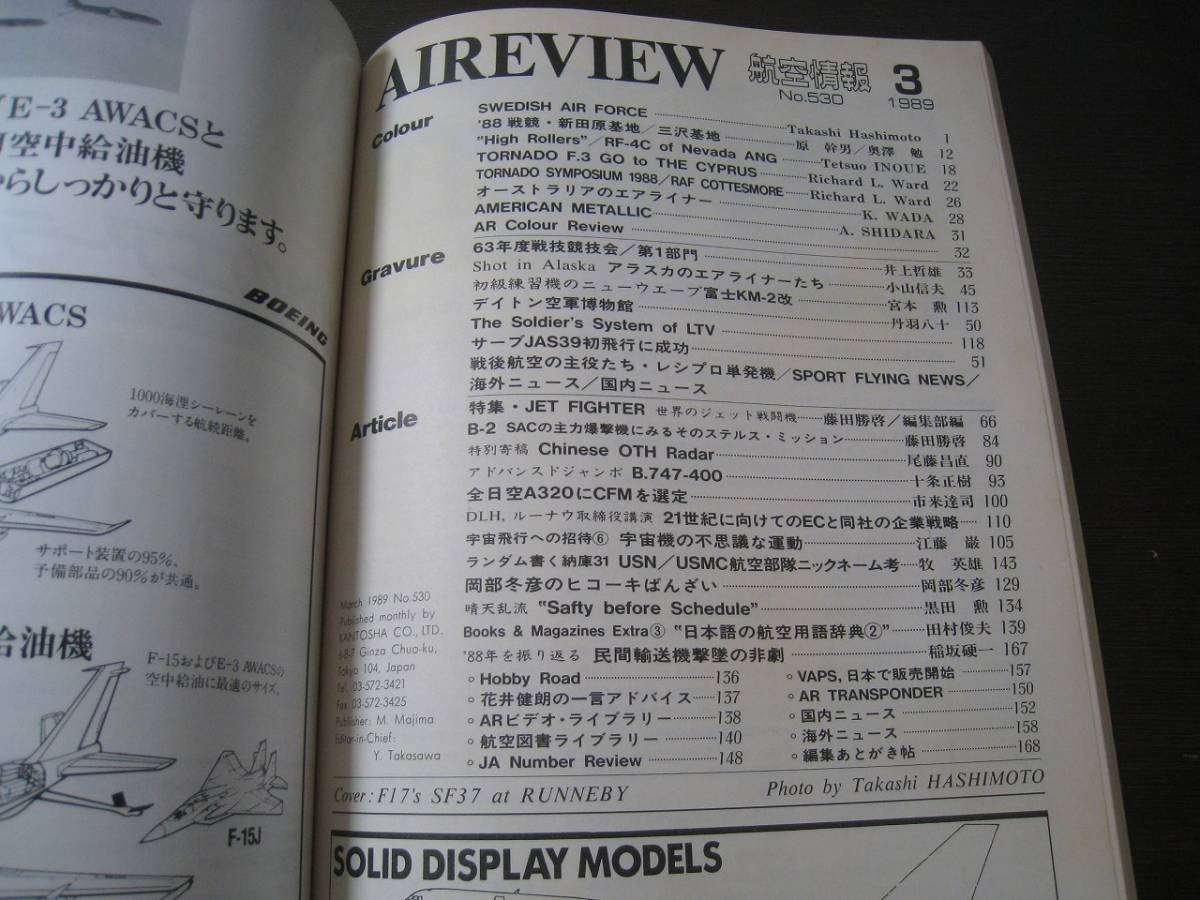 びE-3 AWACSと
空中給油機
らしっかりと守ります。
BOEING
WACS
1000海浬シーレーンを
カバーする航続距離。
サポート装置の95%、
予備部品の90%が共通。
給油機
F-15およびE-3 AWACSの
空中給油に最適のサイズ。
F-15J
AIREVIEW 航空情報 3
No.530 1989
Colour
SWEDISH AIR FORCE Takashi Hashimoto 1
'88戦競・新田原基地/三沢基地 原 幹男/奥澤 勉 12
"High Rollers"/RF-4C of Nevada ANG Tetsuo INOUE 18
TORNADO F.3 GO to THE CYPRUS Richard L. Ward 22
TORNADO SYMPOSIUM 1988/RAF COTTESMORE Richard L. Ward 26
オーストラリアのエアライナー K. WADA 28
AMERICAN METALLIC A. SHIDARA 31
AR Colour Review 32
Gravure
63年度戦技競技会/第1部門 井上哲雄 33
Shot in Alaska アラスカのエアライナーたち 小山信夫 45
初級練習機のニューウエーブ富士KM-2改 宮本 勲 113
デイトン空軍博物館 丹羽八十 50
The Soldier's System of LTV 118
サーブJAS39初飛行に成功 51
戦後航空の主役たち・レシプロ単発機/SPORT FLYING NEWS/
海外ニュース/国内ニュース
Article
特集・JET FIGHTER 世界のジェット戦闘機 藤田勝啓/編集部編 66
B-2 SACの主力爆撃機にみるそのステルス・ミッション 藤田勝啓 84
特別寄稿 Chinese OTH Radar 尾藤昌直 90
アドバンスドジャンボ B.747-400 十条正樹 93
全日空A320にCFMを選定 市来達司 100
DLH, ルーナウ取締役講演 21世紀に向けてのECと同社の企業戦略 110
宇宙飛行への招待⑥ 宇宙機の不思議な運動 江藤 巌 105
ランダム書く納庫31 USN/USMC航空部隊ニックネーム考 牧 英雄 143
岡部冬彦のヒコーキばんざい 岡部冬彦 129
晴天乱流 "Safty before Schedule" 黒田 勲 134
Books & Magazines Extra③ "日本語の航空用語辞典②" 田村俊夫 139
'88年を振り返る 民間輸送機撃墜の非劇 稲坂硬一 167
○ Hobby Road 136
○ 花井健朗の一言アドバイス 137
○ ARビデオ・ライブラリー 138
○ 航空図書ライブラリー 140
○ JA Number Review 148
○ VAPS, 日本で販売開始 157
○ AR TRANSPONDER 150
○ 国内ニュース 152
○ 海外ニュース 158
○ 編集あとがき帖 168
March 1989 No.530
Published monthly by
KANTOSHA CO., LTD.
6-8-7 Ginza Chuo-ku,
Tokyo 104, Japan
Tel. 03-572-3421
Fax. 03-572-3425
Publisher: M. Majima
Editor-in-Chief:
Y. Takasawa
Cover: F17's SF37 at RUNNEBY Photo by Takashi HASHIMOTO
SOLID DISPLAY MODELS